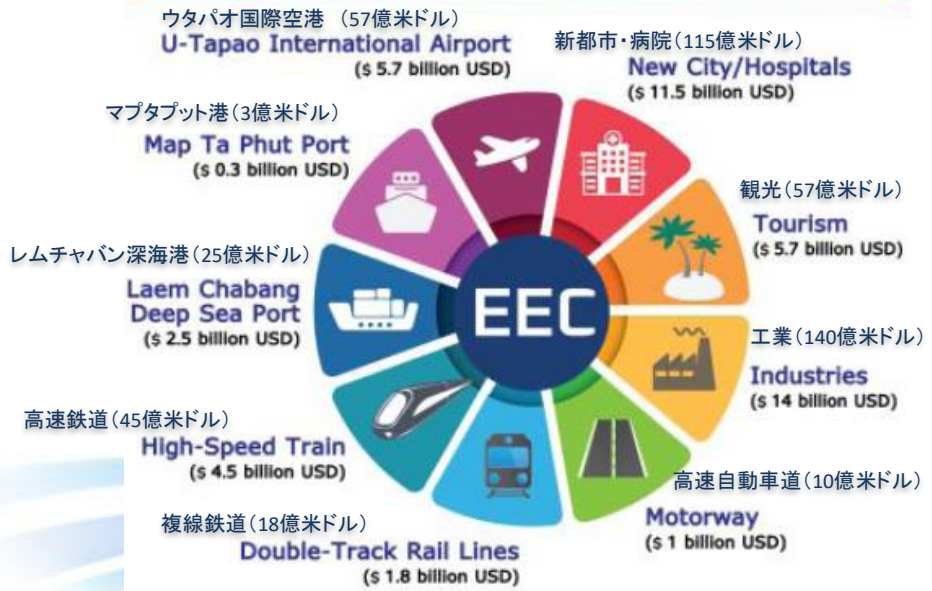 ウタパオ国際空港 （57億米ドル）
U-Tapao International Airport
($ 5.7 billion USD)
新都市・病院（115億米ドル）
New City/Hospitals
($ 11.5 billion USD)
マプタプット港（3億米ドル）
Map Ta Phut Port
($ 0.3 billion USD)
観光（57億米ドル）
Tourism
($ 5.7 billion USD)
レムチャバン深海港（25億米ドル）
Laem Chabang
Deep Sea Port
($ 2.5 billion USD)
EEC
工業（140億米ドル）
Industries
($ 14 billion USD)
高速鉄道（45億米ドル）
High-Speed Train
($ 4.5 billion USD)
高速自動車道（10億米ドル）
Motorway
($ 1 billion USD)
複線鉄道（18億米ドル）
Double-Track Rail Lines
($ 1.8 billion USD)